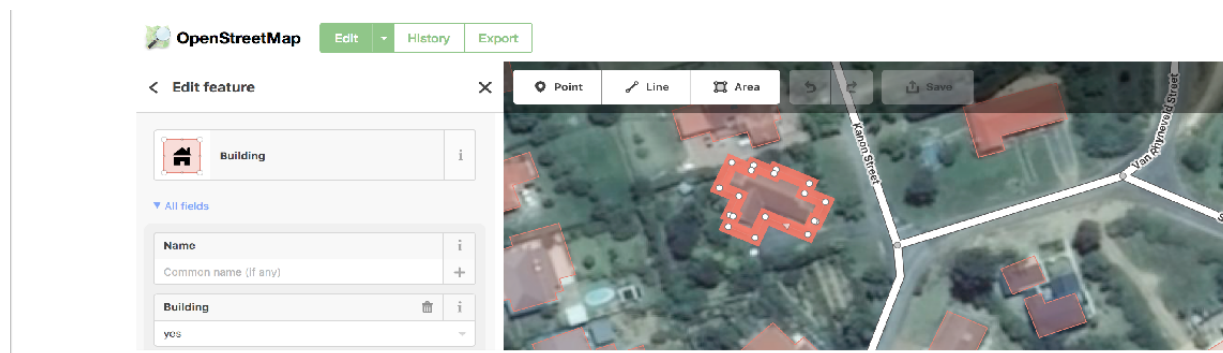 OpenStreetMap
Edit
History
Export
Edit feature
Point
Line
Area
Save
Building
i
All fields
Name
i
Common name (if any)
Building
i
yes
Kanon Street
Van Rhyneveld Street